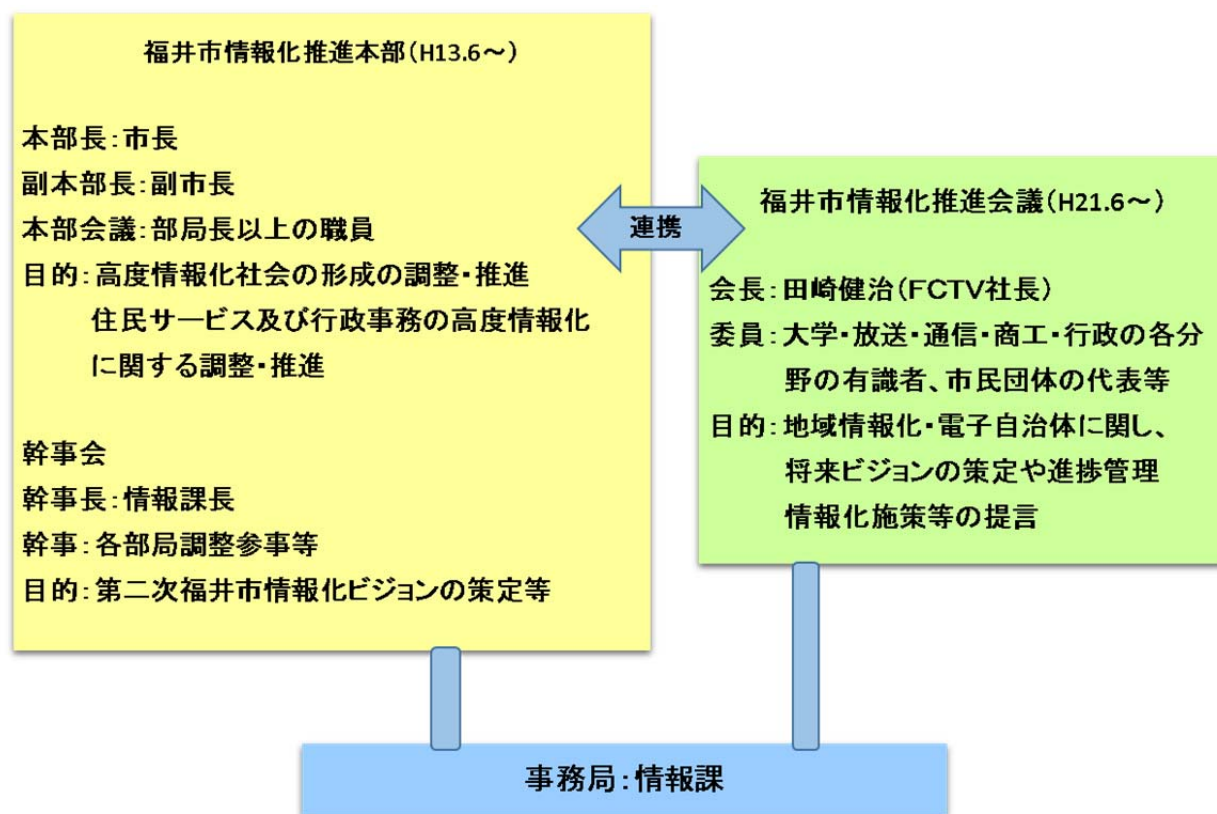 福井市情報化推進本部(H13.6～)
本部長:市長
副本部長:副市長
本部会議:部局長以上の職員
目的:高度情報化社会の形成の調整・推進
住民サービス及び行政事務の高度情報化
に関する調整・推進
幹事会
幹事長:情報課長
幹事:各部局調整参事等
目的:第二次福井市情報化ビジョンの策定等
連携
福井市情報化推進会議(H21.6～)
会長:田崎健治(FCTV社長)
委員:大学・放送・通信・商工・行政の各分
野の有識者、市民団体の代表等
目的:地域情報化・電子自治体に関し、
将来ビジョンの策定や進捗管理
情報化施策等の提言
事務局:情報課